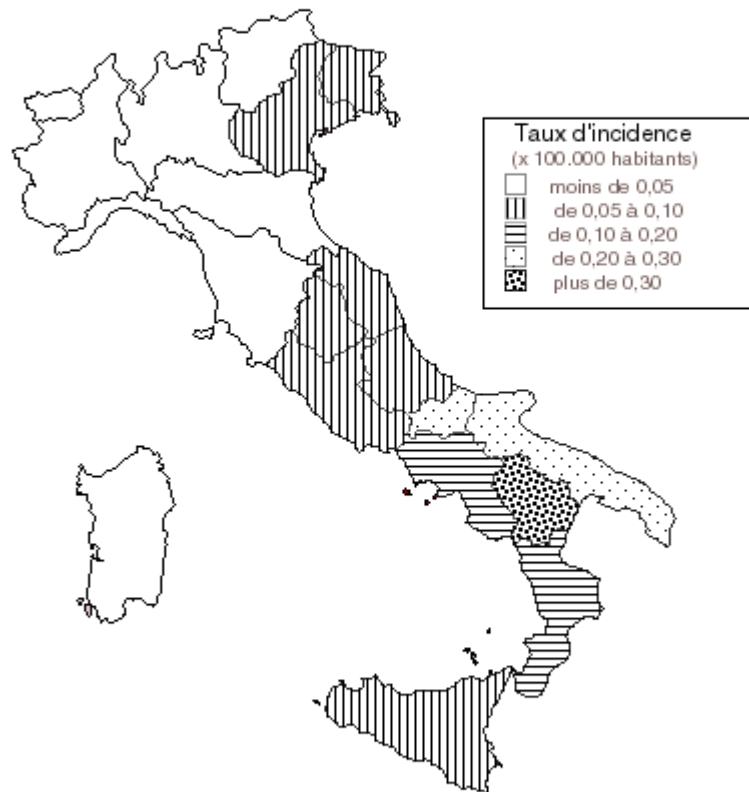 Taux d'incidence
(x 100.000 habitants)
moins de 0,05
de 0,05 à 0,10
de 0,10 à 0,20
de 0,20 à 0,30
plus de 0,30